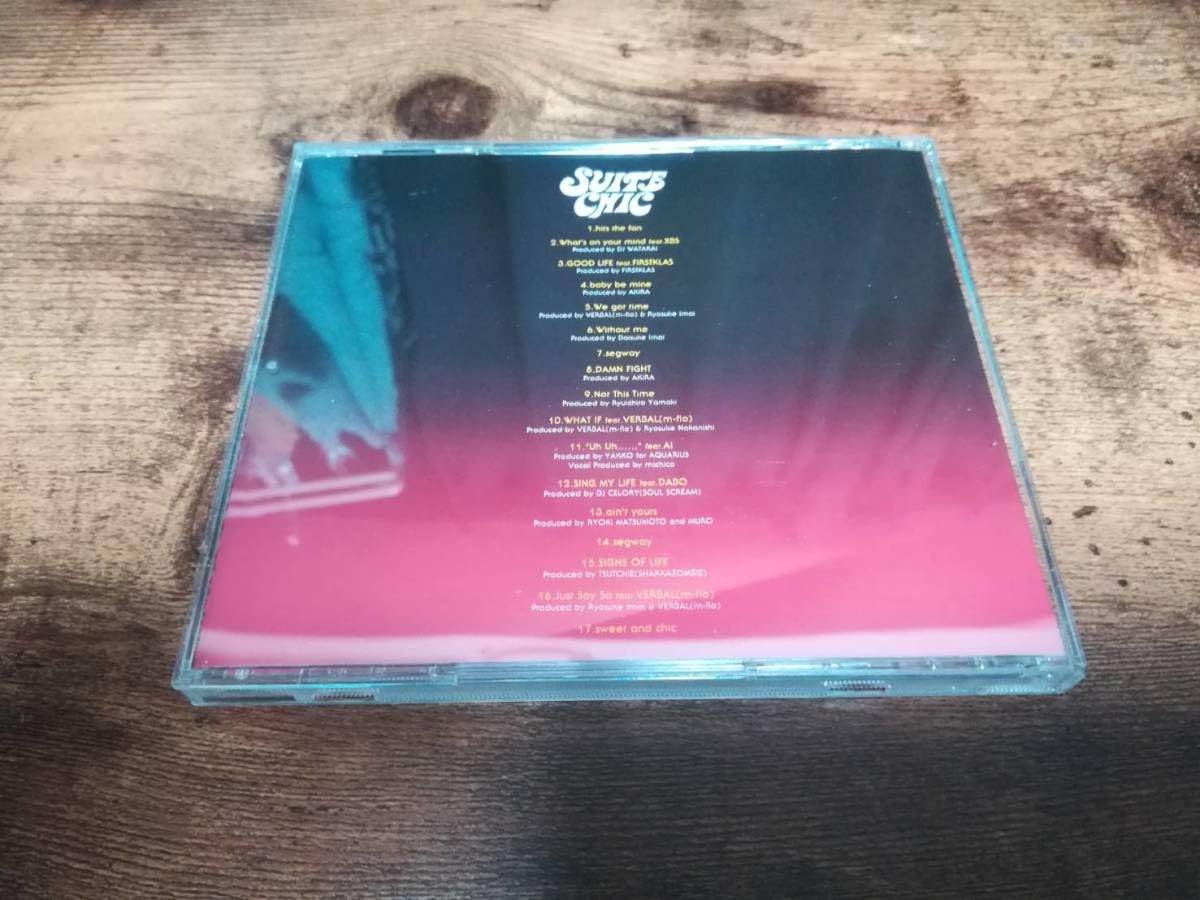 SUITE
CHIC
1.hits the fan
2.What's on your mind feat.XBS
Produced by DJ WATARAI
3.GOOD LIFE feat.FIRSTKLAS
Produced by FIRSTKLAS
4.baby be mine
Produced by AKIRA
5.We got time
Produced by VERBAL(m-flo) & Ryosuke Imai
6.Without me
Produced by Daisuke Imai
7.segway
8.DAMN FIGHT
Produced by AKIRA
9.Not This Time
Produced by Ryuichiro Yamaki
10.WHAT IF feat.VERBAL(m-flo)
Produced by VERBAL(m-flo) & Ryosuke Nakanishi
11."Uh Uh,,,,,," feat.AI
Produced by YAKKO for AQUARIUS
Vocal Produced by michico
12.SING MY LIFE feat.DABO
Produced by DJ CELORY(SOUL SCREAM)
13.ain't yours
Produced by RYOKI MATSUMOTO and MURO
14.segway
15.SIGNS OF LIFE
Produced by TSUTCHIE(SHAKKAZOMBIE)
16.Just Say So feat.VERBAL(m-flo)
Produced by Ryosuke Imai & VERBAL(m-flo)
17.sweet and chic